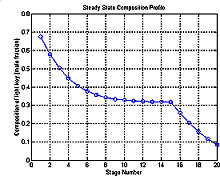 Steady State Composition Profile
0.8
0.7
0.6
0.5
0.4
0.3
0.2
0.1
0
0 2 4 6 8 10 12 14 16 18 20
Composition of light key [mole fraction]
Stage Number